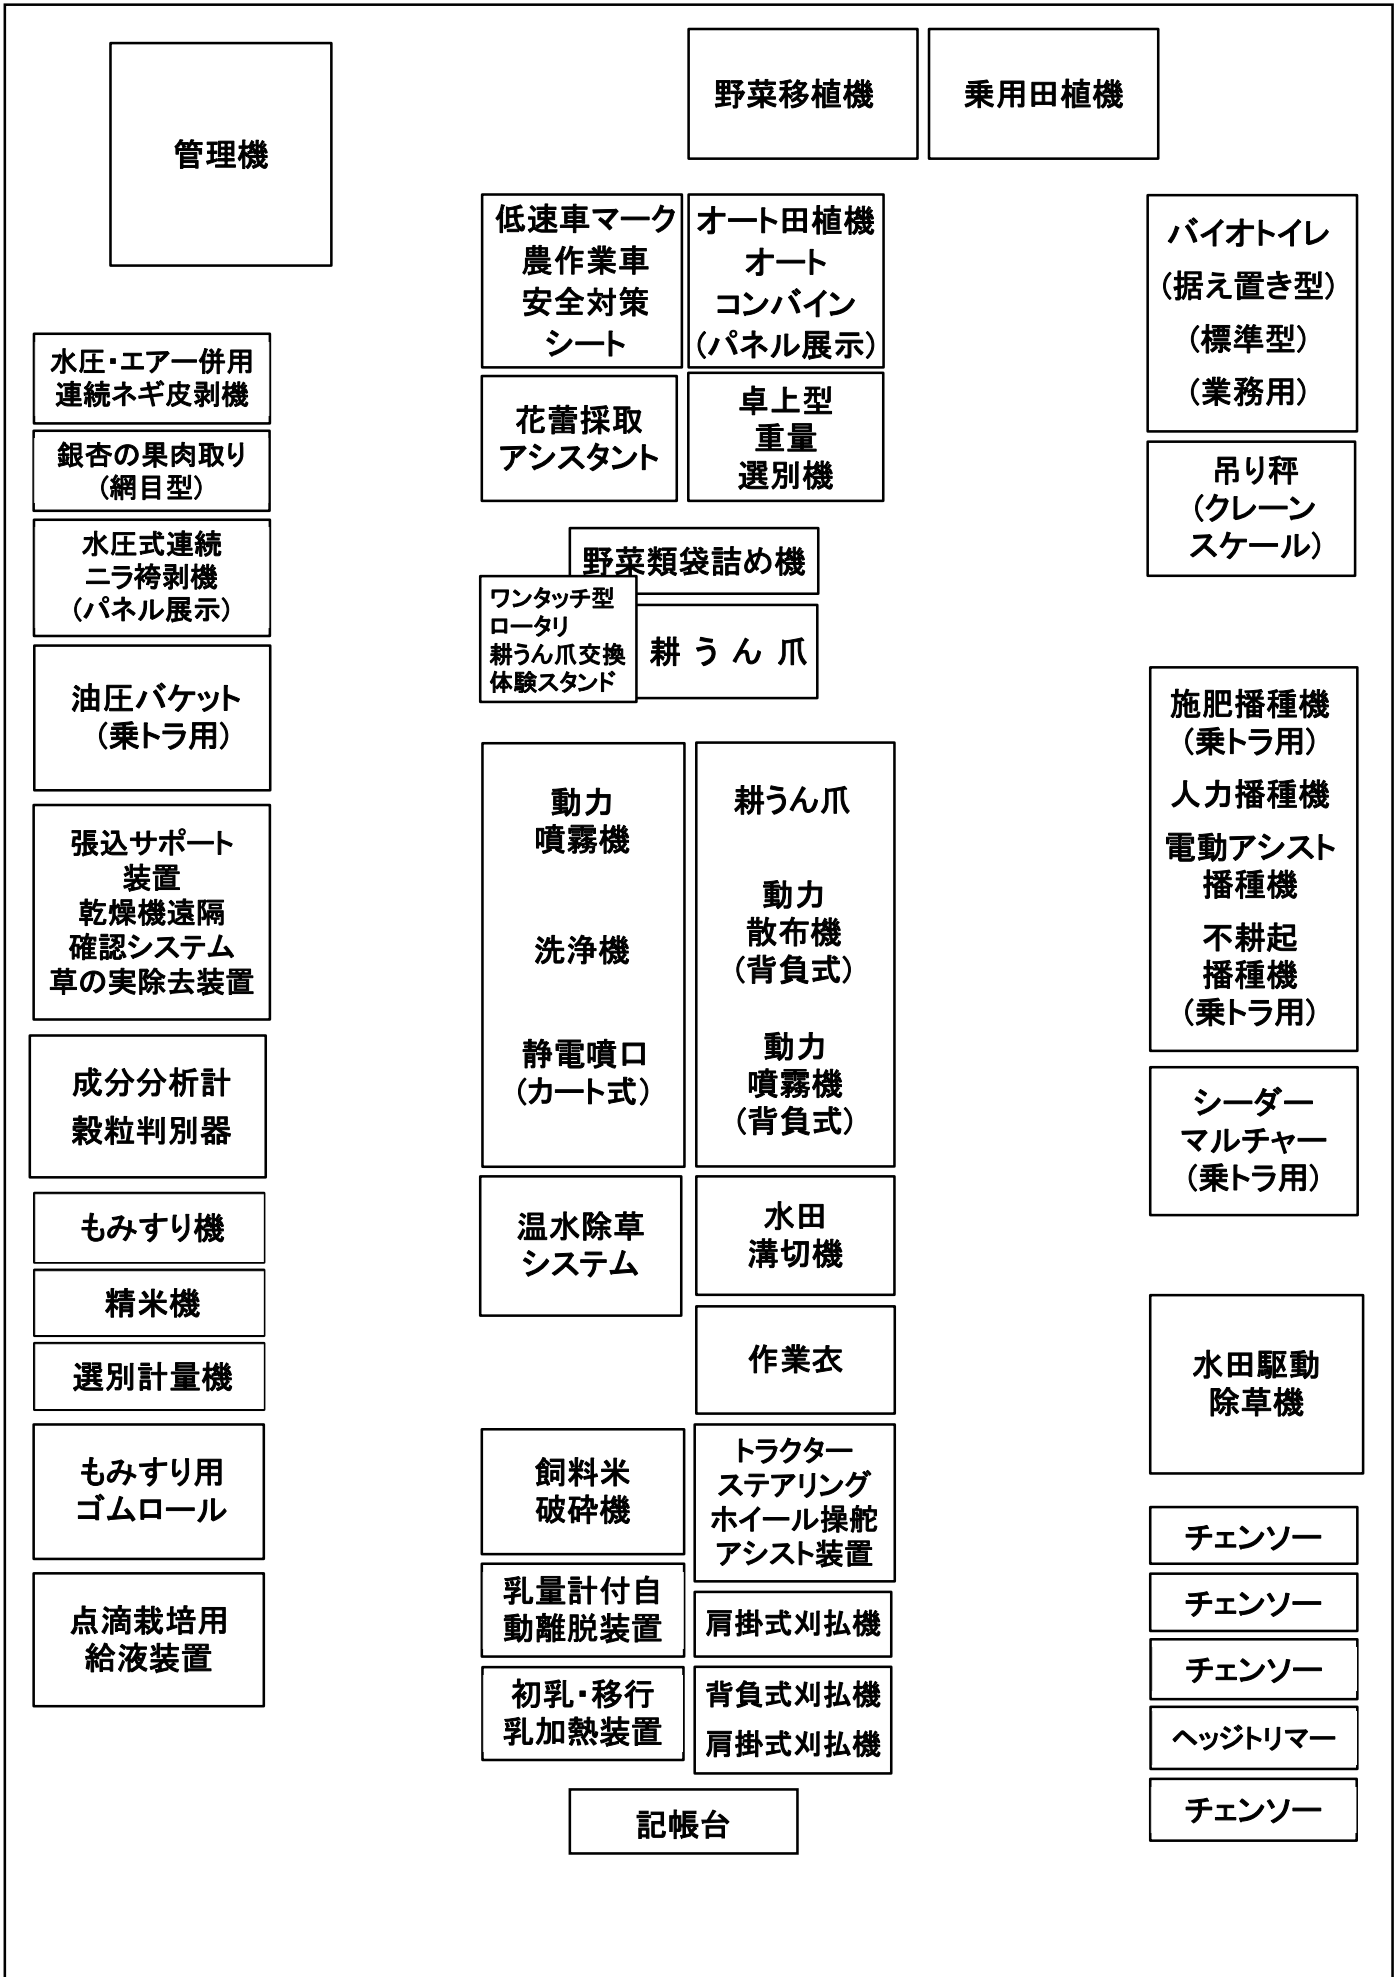 管理機
野菜移植機
乗用田植機
水圧・エアー併用
連続ネギ皮剥機
銀杏の果肉取り
（網目型）
水圧式連続
ニラ袴剥機
（パネル展示）
油圧バケット
（乗トラ用）
張込サポート
装置
乾燥機遠隔
確認システム
草の実除去装置
成分分析計
穀粒判別器
もみすり機
精米機
選別計量機
もみすり用
ゴムロール
点滴栽培用
給液装置
低速車マーク
農作業車
安全対策
シート
オート田植機
オート
コンバイン
（パネル展示）
花蕾採取
アシスタント
卓上型
重量
選別機
野菜類袋詰め機
ワンタッチ型
ロータリ
耕うん爪交換
体験スタンド
耕 う ん 爪
動力
噴霧機
洗浄機
静電噴口
（カート式）
耕うん爪
動力
散布機
（背負式）
動力
噴霧機
（背負式）
温水除草
システム
水田
溝切機
作業衣
飼料米
破砕機
トラクター
ステアリング
ホイール操舵
アシスト装置
乳量計付自
動離脱装置
肩掛式刈払機
初乳・移行
乳加熱装置
背負式刈払機
肩掛式刈払機
記帳台
バイオトイレ
（据え置き型）
（標準型）
（業務用）
吊り秤
（クレーン
スケール）
施肥播種機
（乗トラ用）
人力播種機
電動アシスト
播種機
不耕起
播種機
（乗トラ用）
シーダー
マルチャー
（乗トラ用）
水田駆動
除草機
チェンソー
チェンソー
チェンソー
ヘッジトリマー
チェンソー